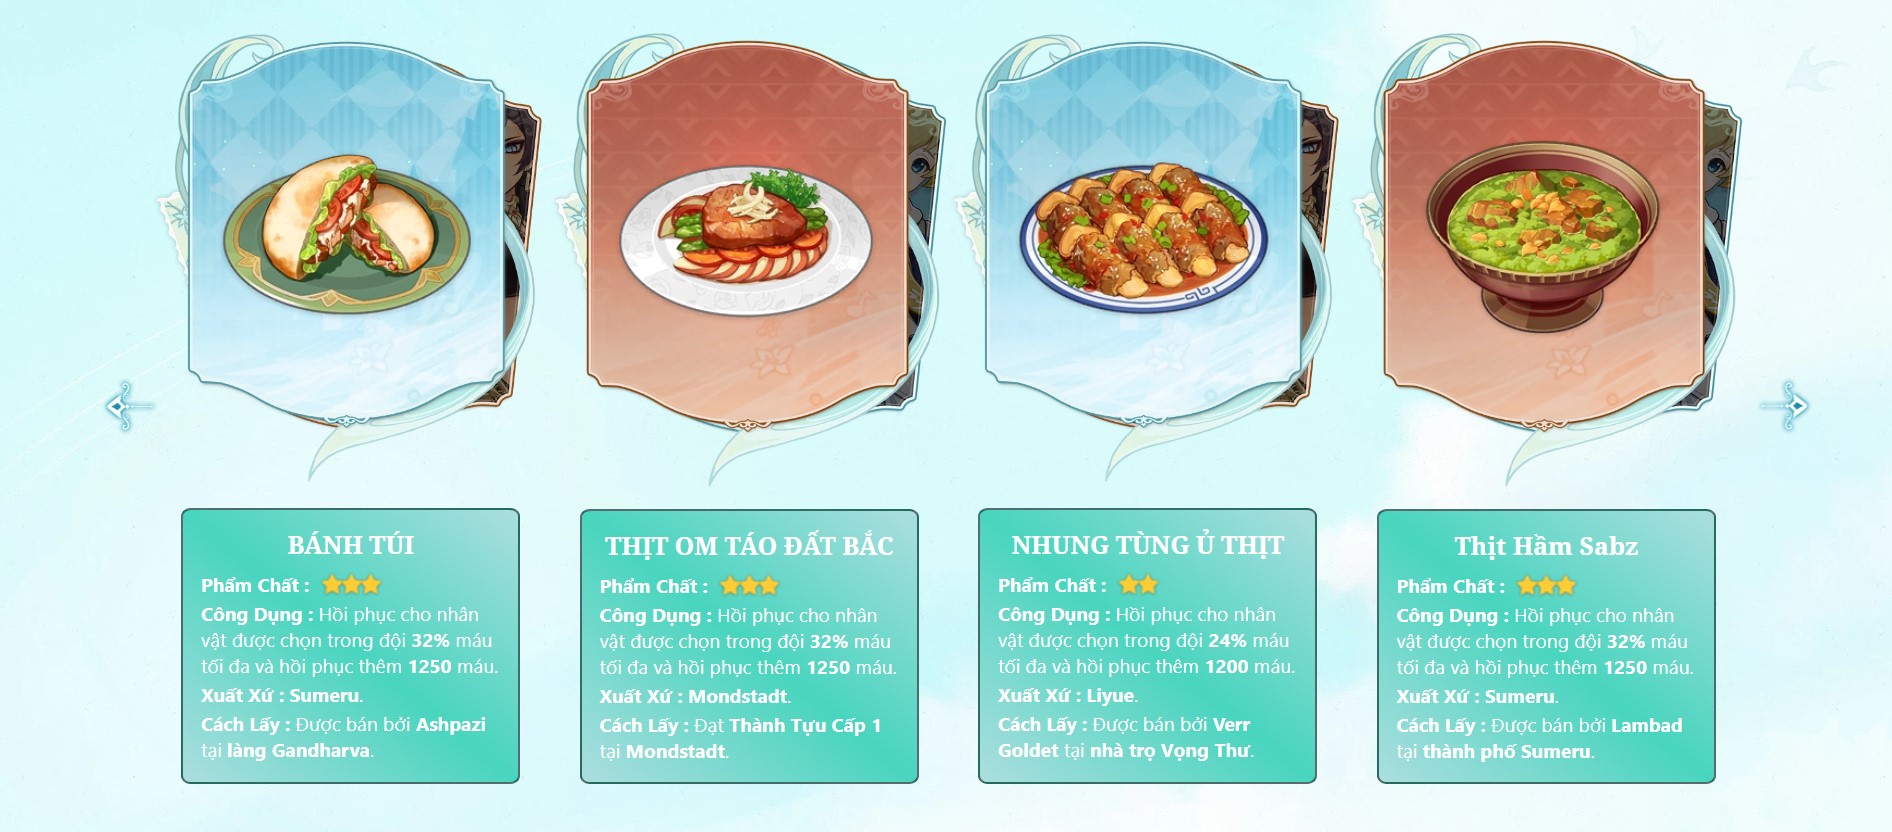 BÁNH TÚI
Phẩm Chất :
Công Dụng : Hồi phục cho nhân
vật được chọn trong đội 32% máu
tối đa và hồi phục thêm 1250 máu.
Xuất Xứ : Sumeru.
Cách Lấy : Được bán bởi Ashpazi
tại làng Gandharva.
THỊT OM TÁO ĐẤT BẮC
Phẩm Chất :
Công Dụng : Hồi phục cho nhân
vật được chọn trong đội 32% máu
tối đa và hồi phục thêm 1250 máu.
Xuất Xứ : Mondstadt.
Cách Lấy : Đạt Thành Tựu Cấp 1
tại Mondstadt.
NHUNG TÙNG Ủ THỊT
Phẩm Chất :
Công Dụng : Hồi phục cho nhân
vật được chọn trong đội 24% máu
tối đa và hồi phục thêm 1200 máu.
Xuất Xứ : Liyue.
Cách Lấy : Được bán bởi Verr
Goldet tại nhà trọ Vọng Thư.
Thịt Hầm Sabz
Phẩm Chất :
Công Dụng : Hồi phục cho nhân
vật được chọn trong đội 32% máu
tối đa và hồi phục thêm 1250 máu.
Xuất Xứ : Sumeru.
Cách Lấy : Được bán bởi Lambad
tại thành phố Sumeru.